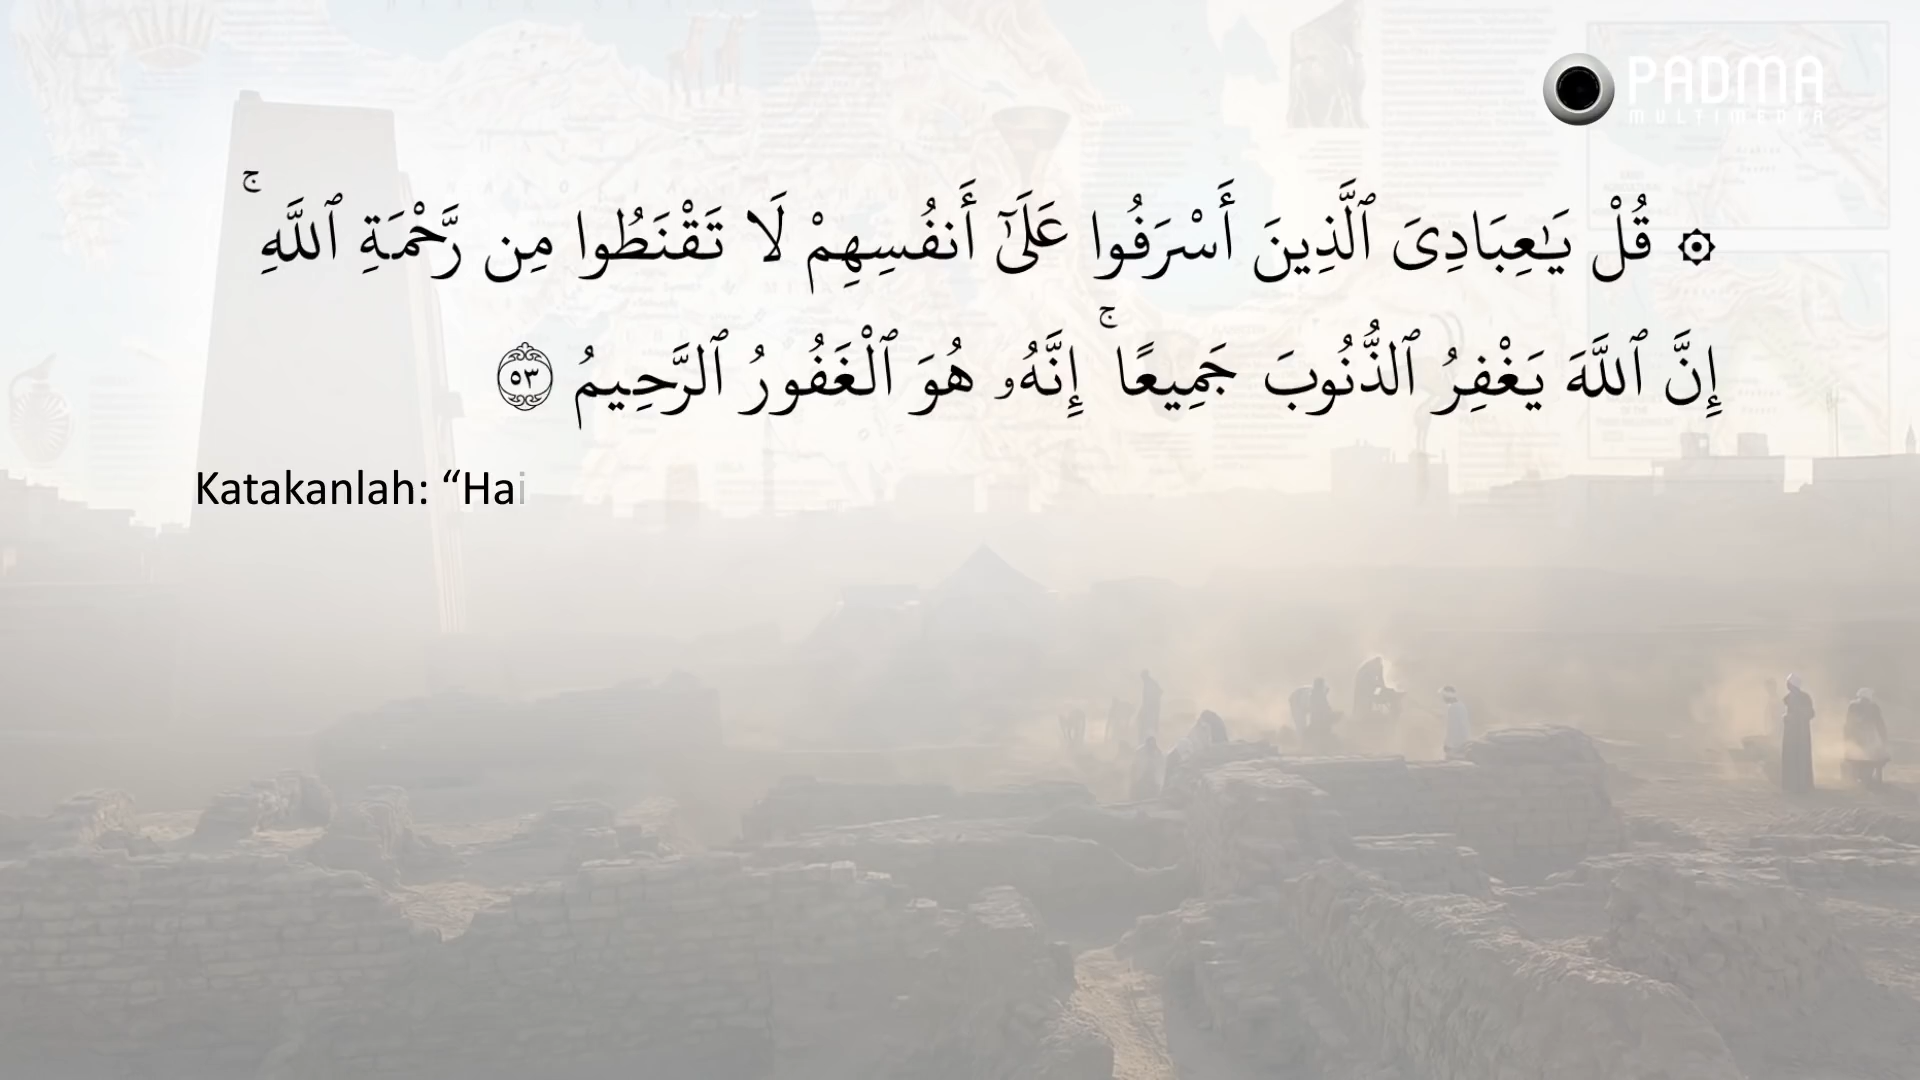 PADMA
MULTIMEDIA
۞ قُلْ يَـٰعِبَادِىَ ٱلَّذِينَ أَسْرَفُوا عَلَىٰٓ أَنفُسِهِمْ لَا تَقْنَطُوا مِن رَّحْمَةِ ٱللَّهِ ۚ
إِنَّ ٱللَّهَ يَغْفِرُ ٱلذُّنُوبَ جَمِيعًا ۚ إِنَّهُۥ هُوَ ٱلْغَفُورُ ٱلرَّحِيمُ ٥٣
Katakanlah: “Hai